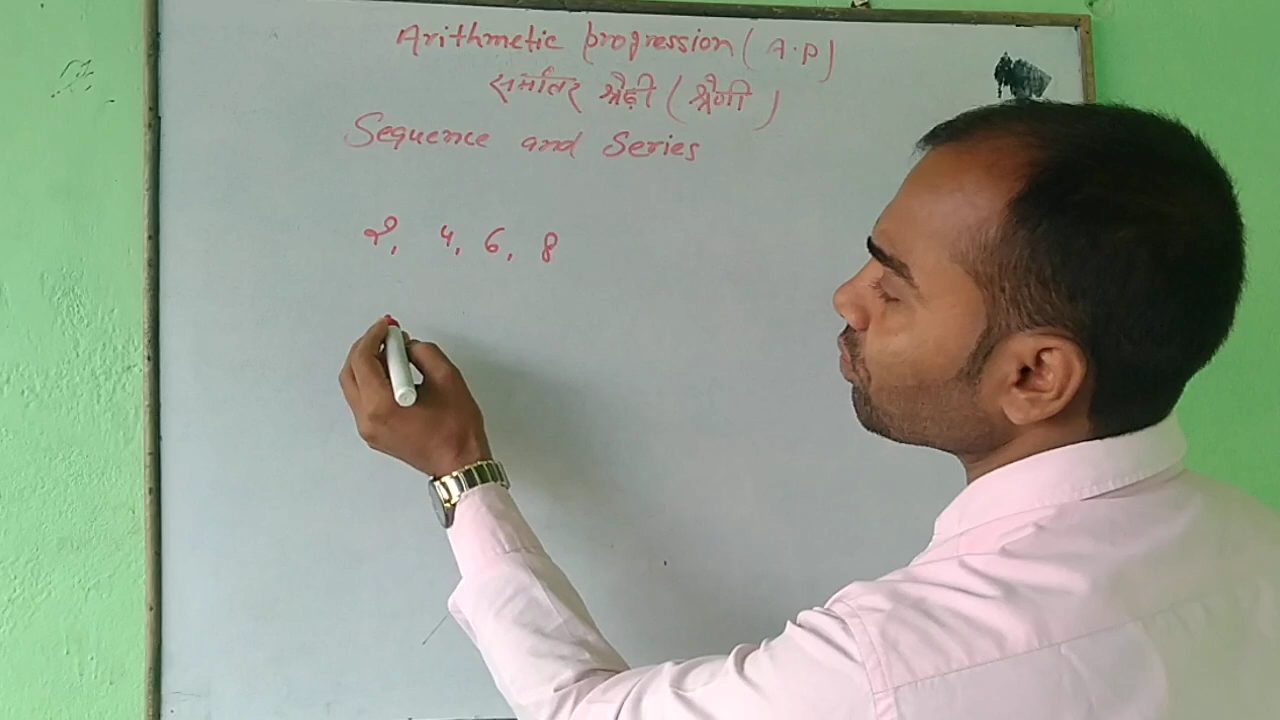 Arithmetic progression ( A.P)
समांतर श्रैढ़ी ( श्रैणी )
Sequence and Series
2, 4, 6, 8